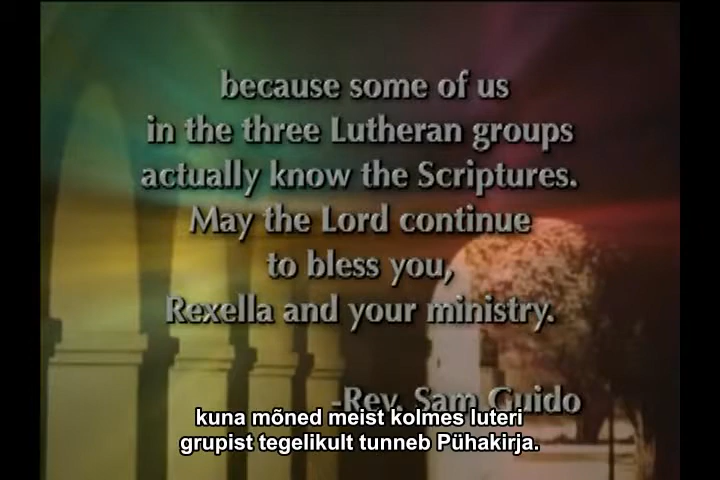 because some of us
in the three Lutheran groups
actually know the Scriptures.
May the Lord continue
to bless you,
Rexella and your ministry.
-Rev. Sam Guido
kuna mõned meist kolmes luteri
grupist tegelikult tunneb Pühakirja.